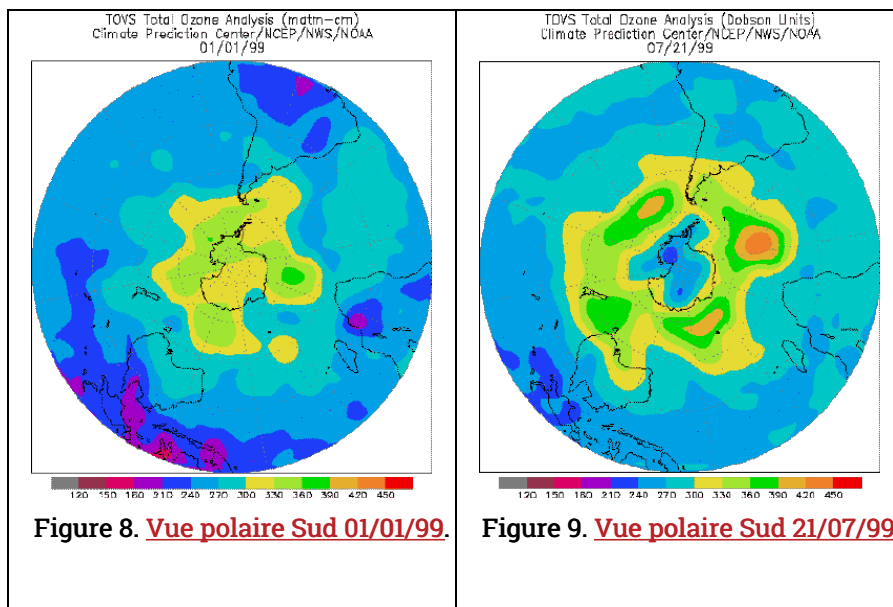 TOVS Total Ozone Analysis (matm-cm)
Climate Prediction Center/NCEP/NWS/NOAA
01/01/99
120 150 180 210 240 270 300 330 360 390 420 450
Figure 8. Vue polaire Sud 01/01/99.
TOVS Total Ozone Analysis (Dobson Units)
Climate Prediction Center/NCEP/NWS/NOAA
07/21/99
120 150 180 210 240 270 300 330 360 390 420 450
Figure 9. Vue polaire Sud 21/07/99